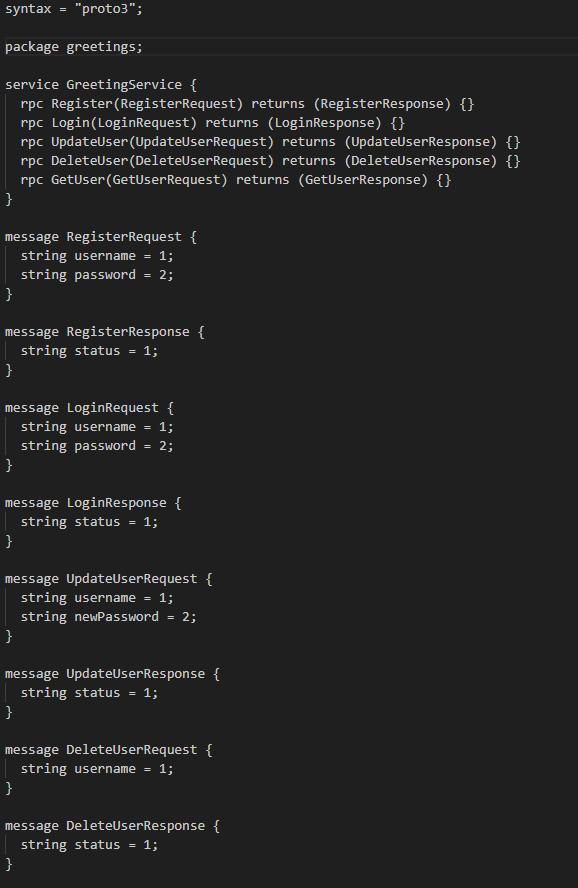 syntax = "proto3";
package greetings;
service GreetingService {
  rpc Register(RegisterRequest) returns (RegisterResponse) {}
  rpc Login(LoginRequest) returns (LoginResponse) {}
  rpc UpdateUser(UpdateUserRequest) returns (UpdateUserResponse) {}
  rpc DeleteUser(DeleteUserRequest) returns (DeleteUserResponse) {}
  rpc GetUser(GetUserRequest) returns (GetUserResponse) {}
}
message RegisterRequest {
  string username = 1;
  string password = 2;
}
message RegisterResponse {
  string status = 1;
}
message LoginRequest {
  string username = 1;
  string password = 2;
}
message LoginResponse {
  string status = 1;
}
message UpdateUserRequest {
  string username = 1;
  string newPassword = 2;
}
message UpdateUserResponse {
  string status = 1;
}
message DeleteUserRequest {
  string username = 1;
}
message DeleteUserResponse {
  string status = 1;
}